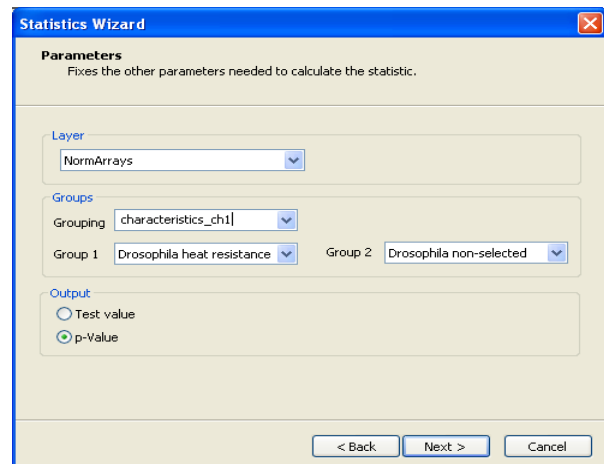 Statistics Wizard
Parameters
Fixes the other parameters needed to calculate the statistic.
Layer
NormArrays
Groups
Grouping characteristics_ch1
Group 1 Drosophila heat resistance Group 2 Drosophila non-selected
Output
Test value
p-Value
< Back Next > Cancel